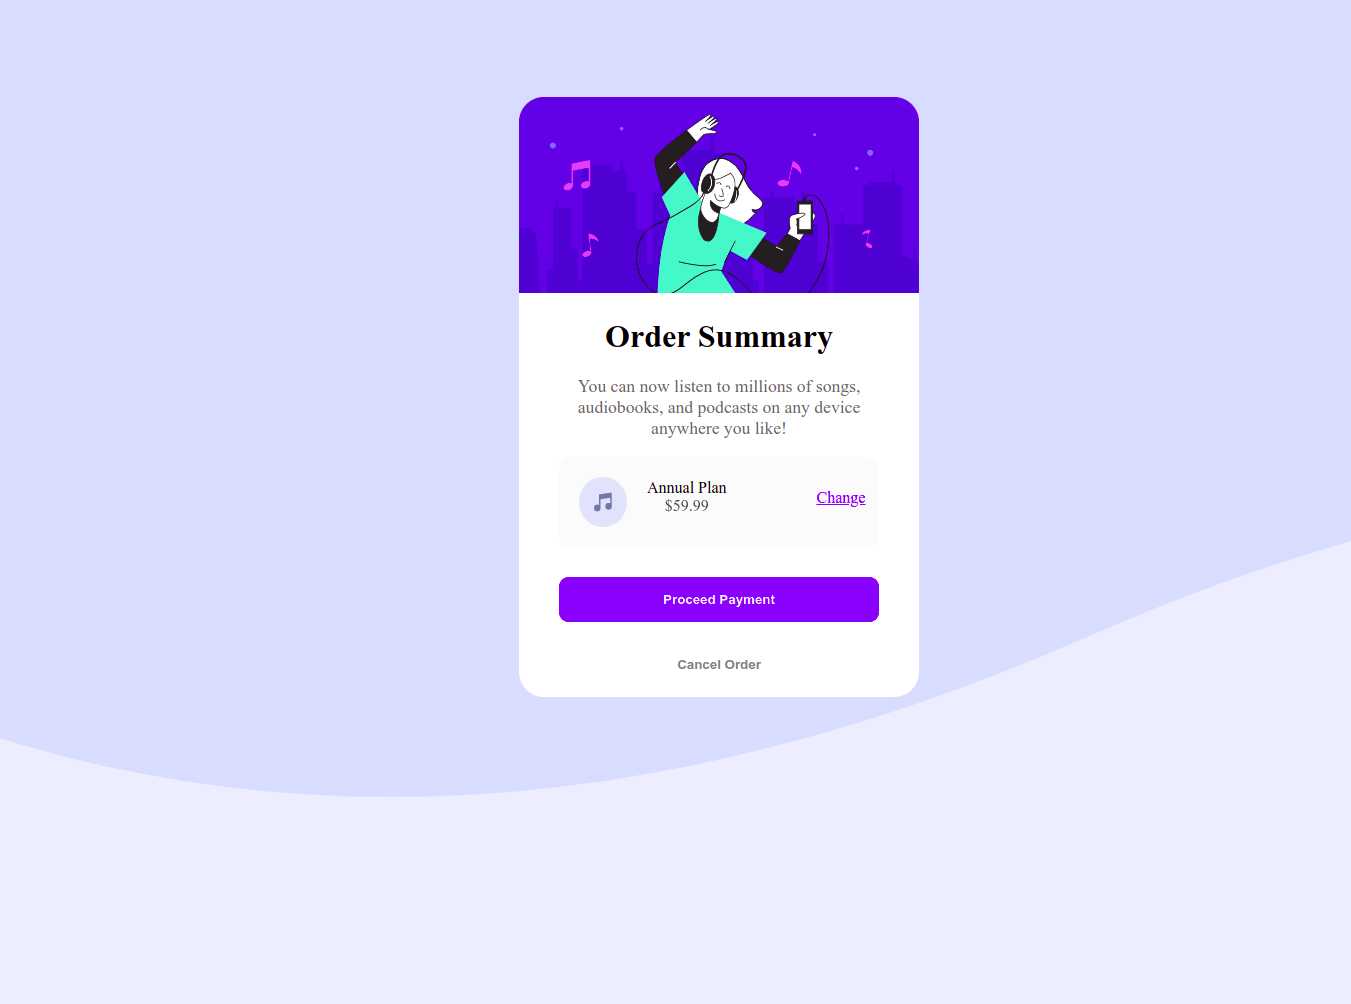 Order Summary
You can now listen to millions of songs,
audiobooks, and podcasts on any device
anywhere you like!
Annual Plan
$59.99
Change
Proceed Payment
Cancel Order